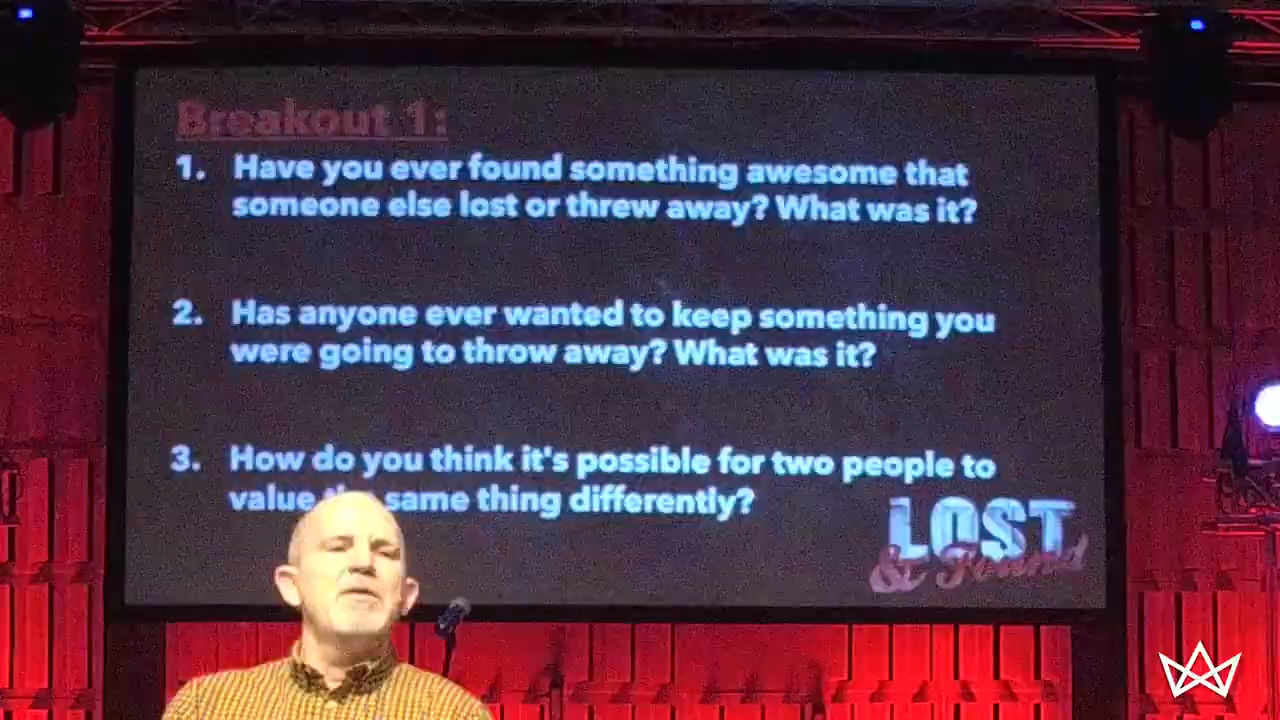 Breakout 1:
1. Have you ever found something awesome that
someone else lost or threw away? What was it?
2. Has anyone ever wanted to keep something you
were going to throw away? What was it?
3. How do you think it's possible for two people to
value same thing differently?
LOST
& Found